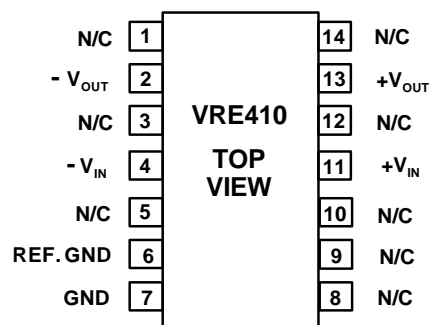 N/C 1 14 N/C
- VOUT 2 13 +VOUT
N/C 3 VRE410 12 N/C
TOP
- VIN 4 11 +VIN
VIEW
N/C 5 10 N/C
REF. GND 6 9 N/C
GND 7 8 N/C